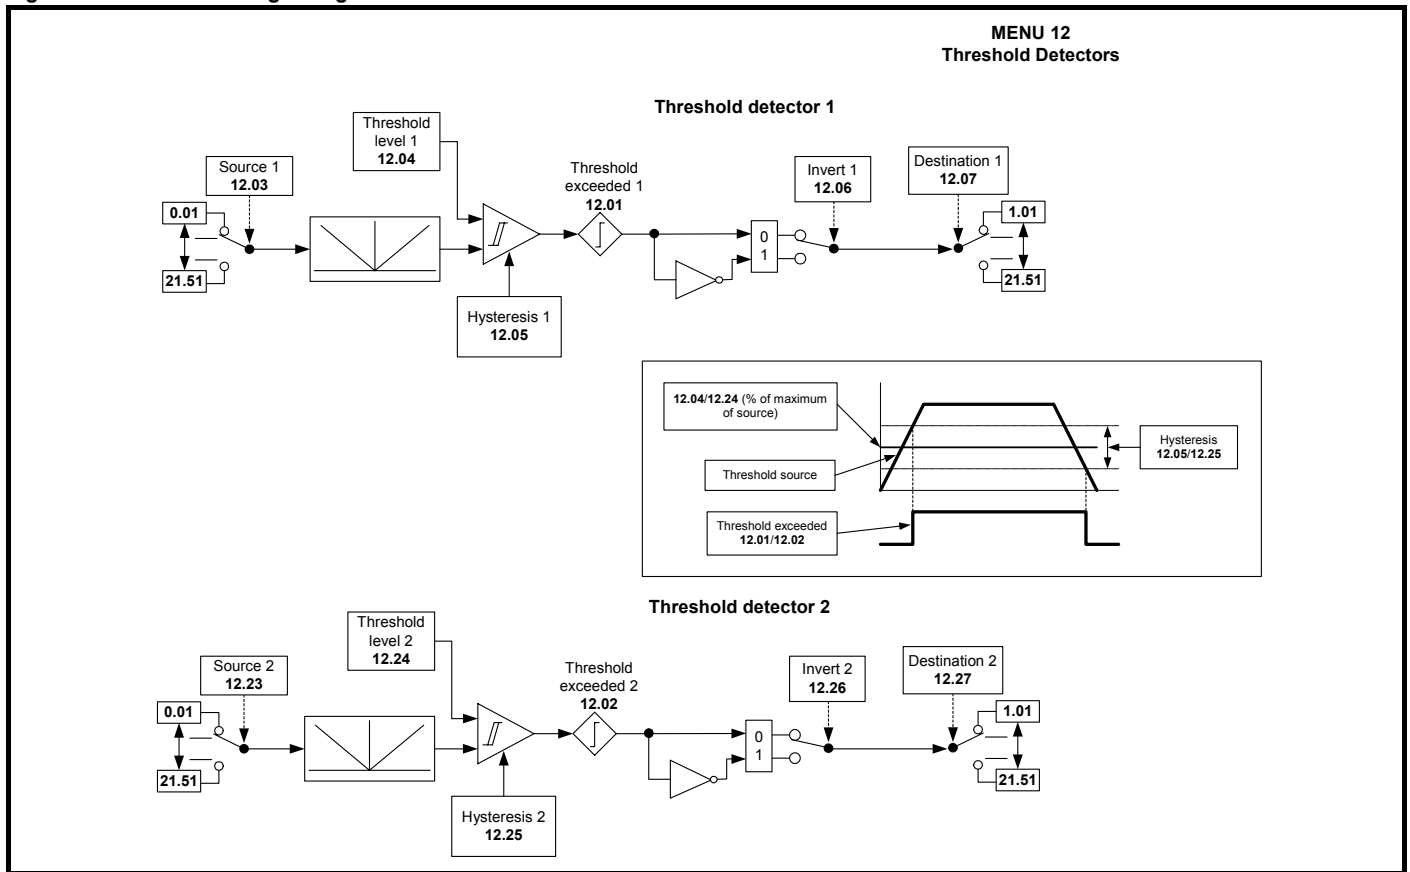 MENU 12
Threshold Detectors
Threshold detector 1
Threshold
level 1
12.04
Source 1
12.03
Threshold
exceeded 1
12.01
Invert 1
12.06
Destination 1
12.07
0.01
21.51
0
1
1.01
21.51
Hysteresis 1
12.05
12.04/12.24 (% of maximum
of source)
Threshold source
Threshold exceeded
12.01/12.02
Hysteresis
12.05/12.25
Threshold detector 2
Threshold
level 2
12.24
Source 2
12.23
Threshold
exceeded 2
12.02
Invert 2
12.26
Destination 2
12.27
0.01
21.51
0
1
1.01
21.51
Hysteresis 2
12.25